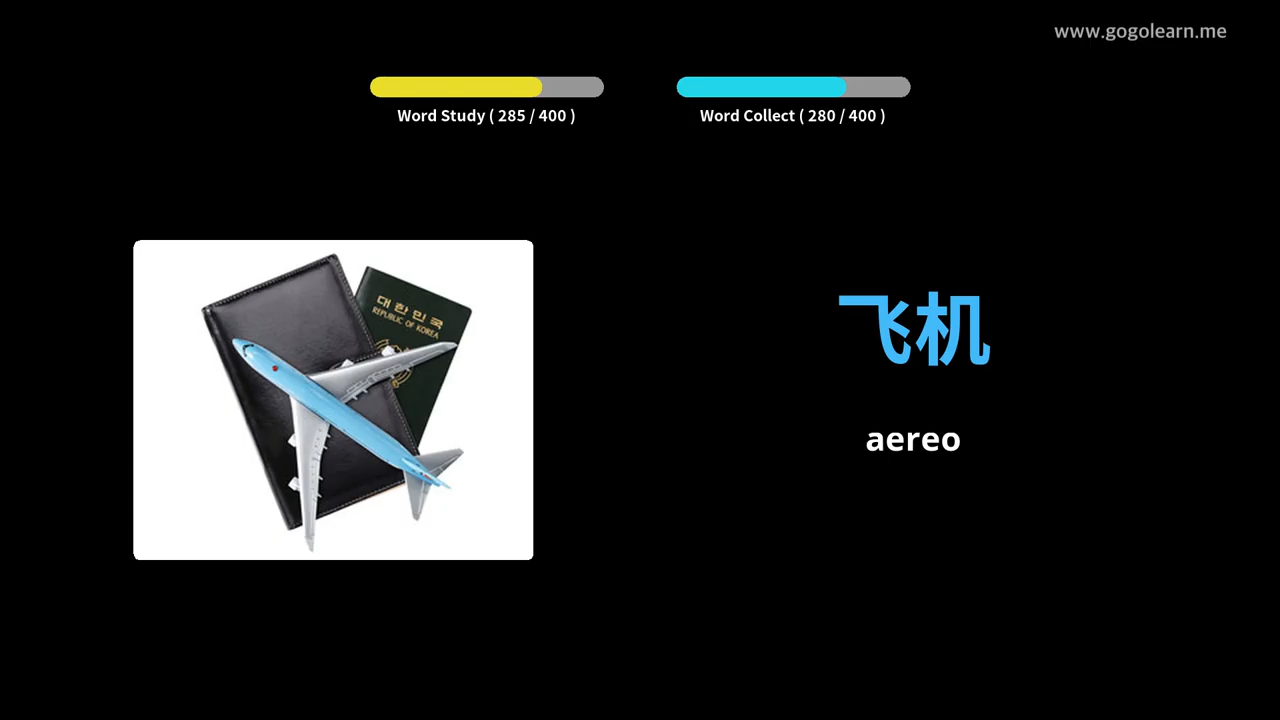 www.gogolearn.me
Word Study ( 285 / 400 )
Word Collect ( 280 / 400 )
대한민국
REPUBLIC OF KOREA
飞机
aereo